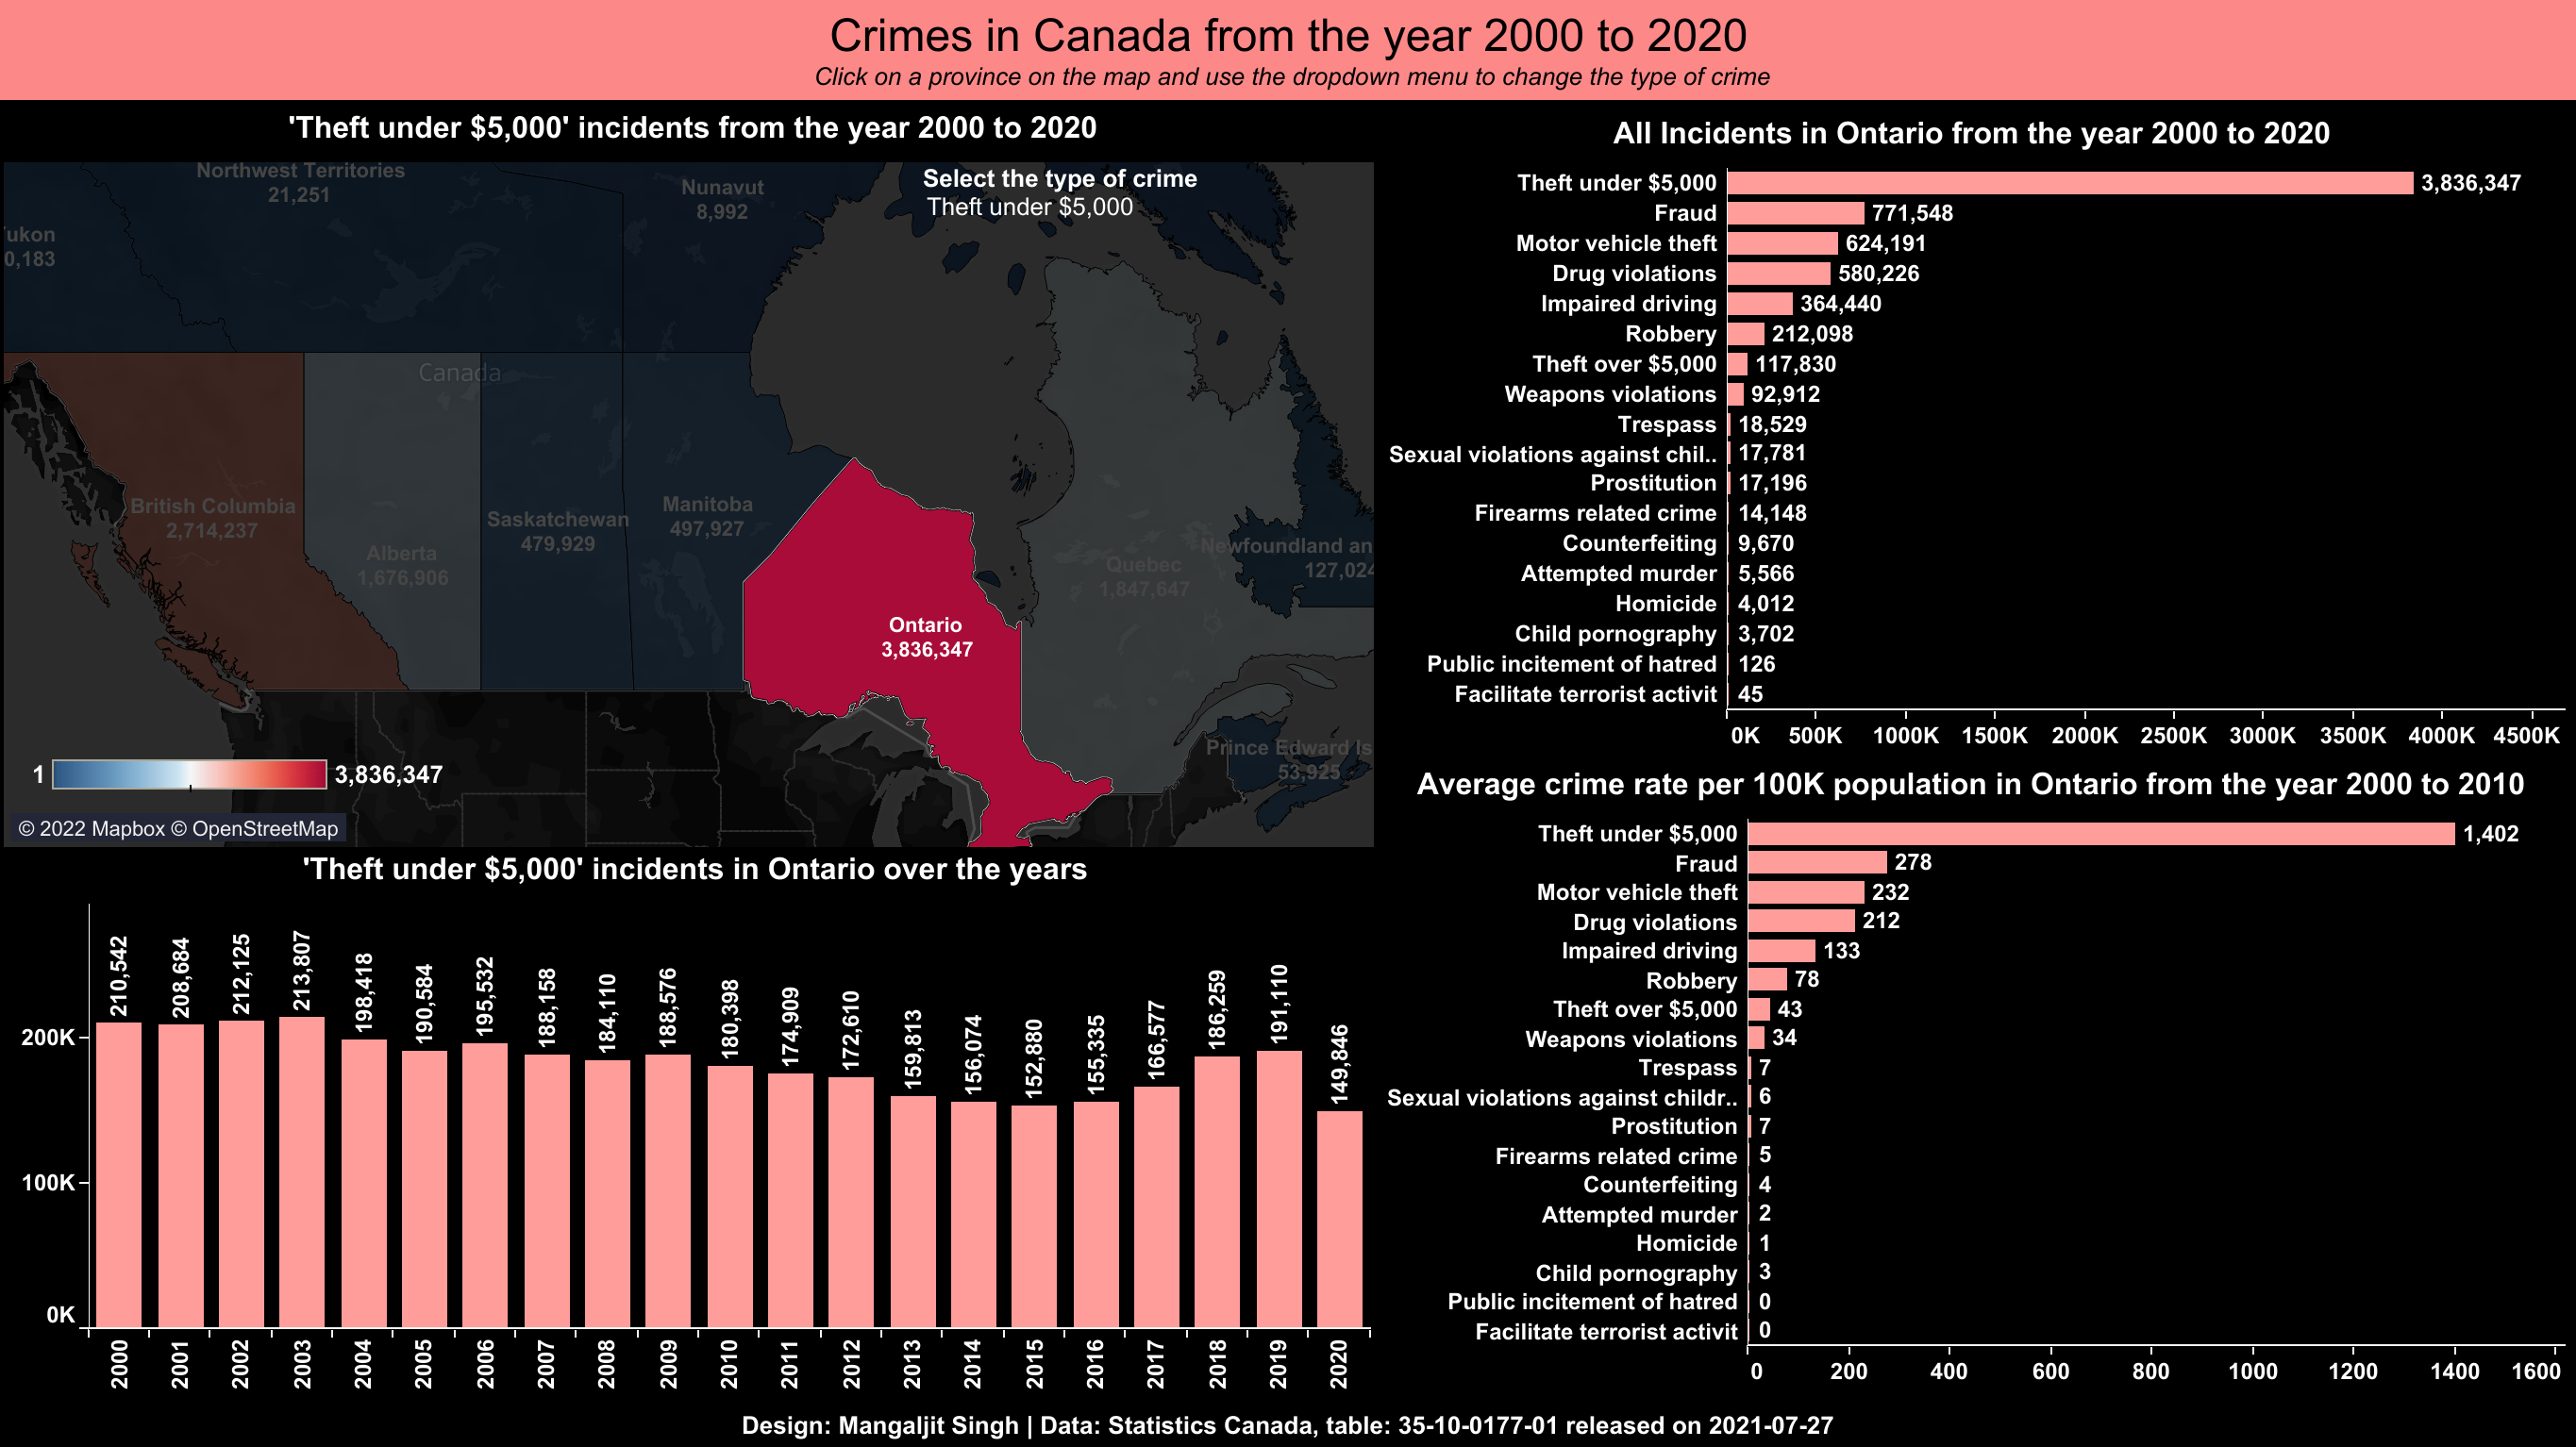 Crimes in Canada from the year 2000 to 2020
Click on a province on the map and use the dropdown menu to change the type of crime
'Theft under $5,000' incidents from the year 2000 to 2020
Northwest Territories
21,251
Nunavut
8,992
Select the type of crime
Theft under $5,000
ukon
0,183
Canada
British Columbia
2,714,237
Alberta
1,676,906
Saskatchewan
479,929
Manitoba
497,927
Ontario
3,836,347
Quebec
1,847,647
Newfoundland an
127,024
Prince Edward Is
53,925
1
3,836,347
© 2022 Mapbox © OpenStreetMap
'Theft under $5,000' incidents in Ontario over the years
200K
100K
0K
210,542
208,684
212,125
213,807
198,418
190,584
195,532
188,158
184,110
188,576
180,398
174,909
172,610
159,813
156,074
152,880
155,335
166,577
186,259
191,110
149,846
2000
2001
2002
2003
2004
2005
2006
2007
2008
2009
2010
2011
2012
2013
2014
2015
2016
2017
2018
2019
2020
All Incidents in Ontario from the year 2000 to 2020
Theft under $5,000 3,836,347
Fraud 771,548
Motor vehicle theft 624,191
Drug violations 580,226
Impaired driving 364,440
Robbery 212,098
Theft over $5,000 117,830
Weapons violations 92,912
Trespass 18,529
Sexual violations against chil.. 17,781
Prostitution 17,196
Firearms related crime 14,148
Counterfeiting 9,670
Attempted murder 5,566
Homicide 4,012
Child pornography 3,702
Public incitement of hatred 126
Facilitate terrorist activit 45
0K 500K 1000K 1500K 2000K 2500K 3000K 3500K 4000K 4500K
Average crime rate per 100K population in Ontario from the year 2000 to 2010
Theft under $5,000 1,402
Fraud 278
Motor vehicle theft 232
Drug violations 212
Impaired driving 133
Robbery 78
Theft over $5,000 43
Weapons violations 34
Trespass 7
Sexual violations against childr.. 6
Prostitution 7
Firearms related crime 5
Counterfeiting 4
Attempted murder 2
Homicide 1
Child pornography 3
Public incitement of hatred 0
Facilitate terrorist activit 0
0 200 400 600 800 1000 1200 1400 1600
Design: Mangaljit Singh | Data: Statistics Canada, table: 35-10-0177-01 released on 2021-07-27